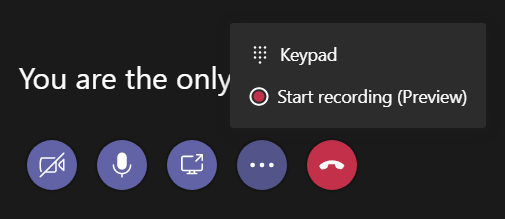 Keypad
You are the only
Start recording (Preview)